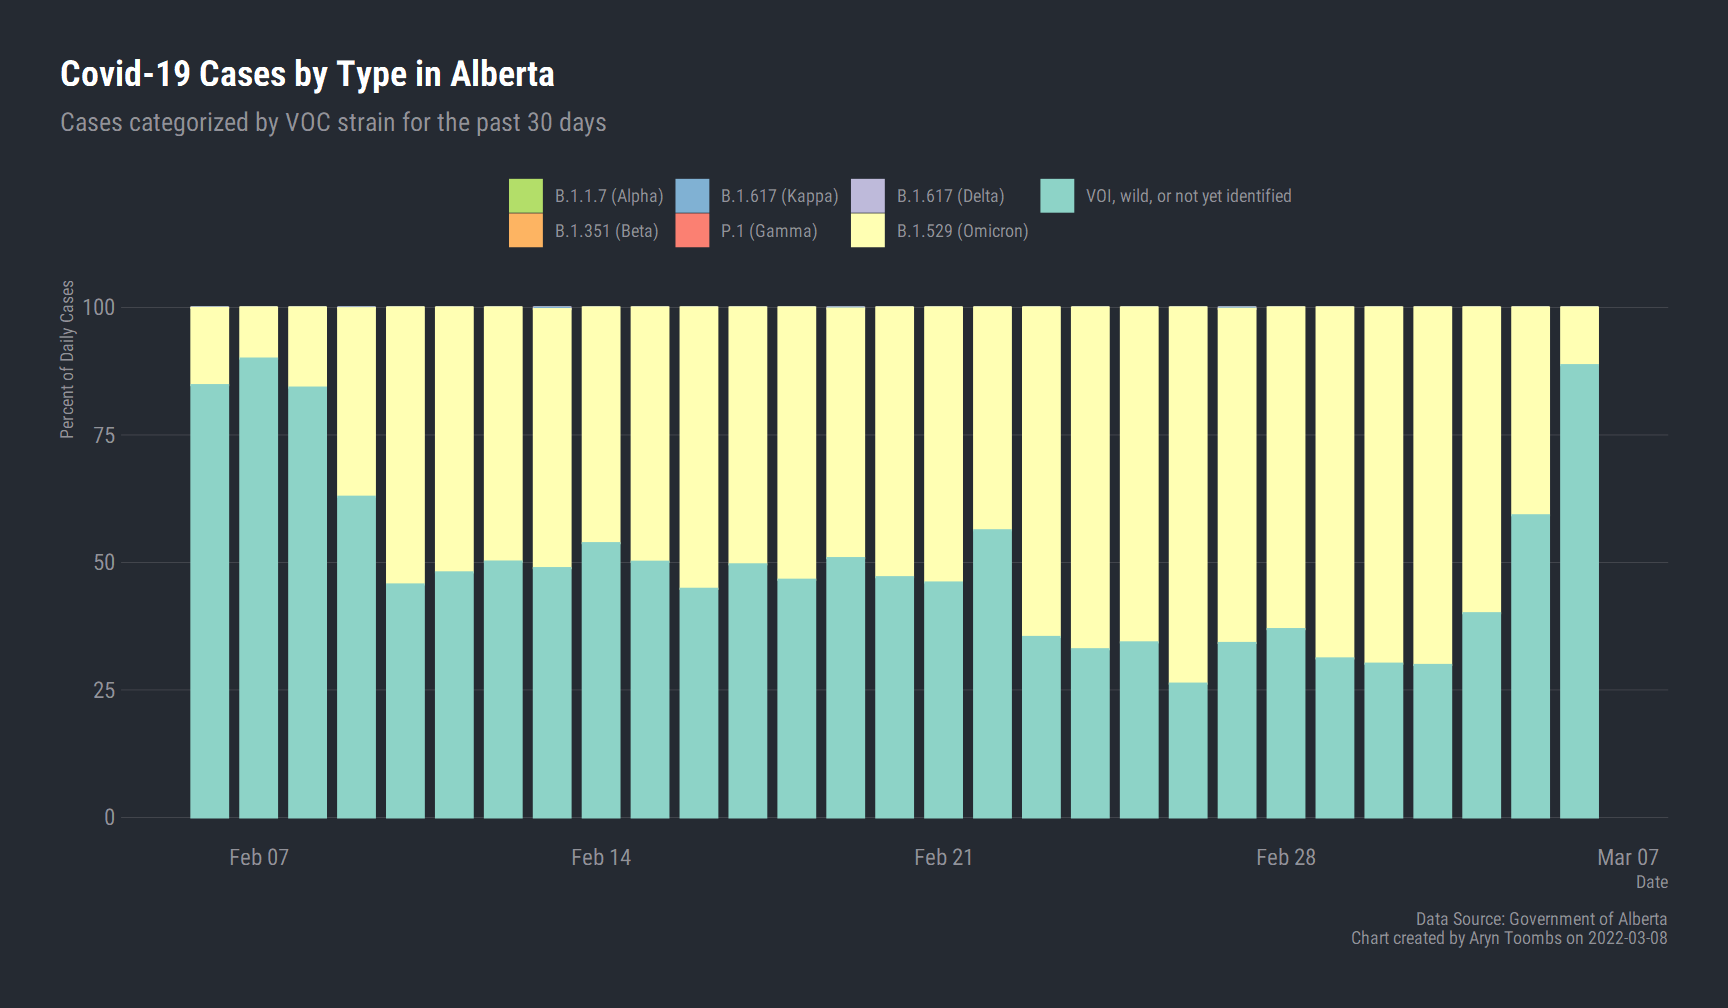 Covid-19 Cases by Type in Alberta
Cases categorized by VOC strain for the past 30 days
B.1.1.7 (Alpha)
B.1.617 (Kappa)
B.1.617 (Delta)
VOI, wild, or not yet identified
B.1.351 (Beta)
P.1 (Gamma)
B.1.529 (Omicron)
Percent of Daily Cases
100
75
50
25
0
Feb 07
Feb 14
Feb 21
Feb 28
Mar 07
Date
Data Source: Government of Alberta
Chart created by Aryn Toombs on 2022-03-08